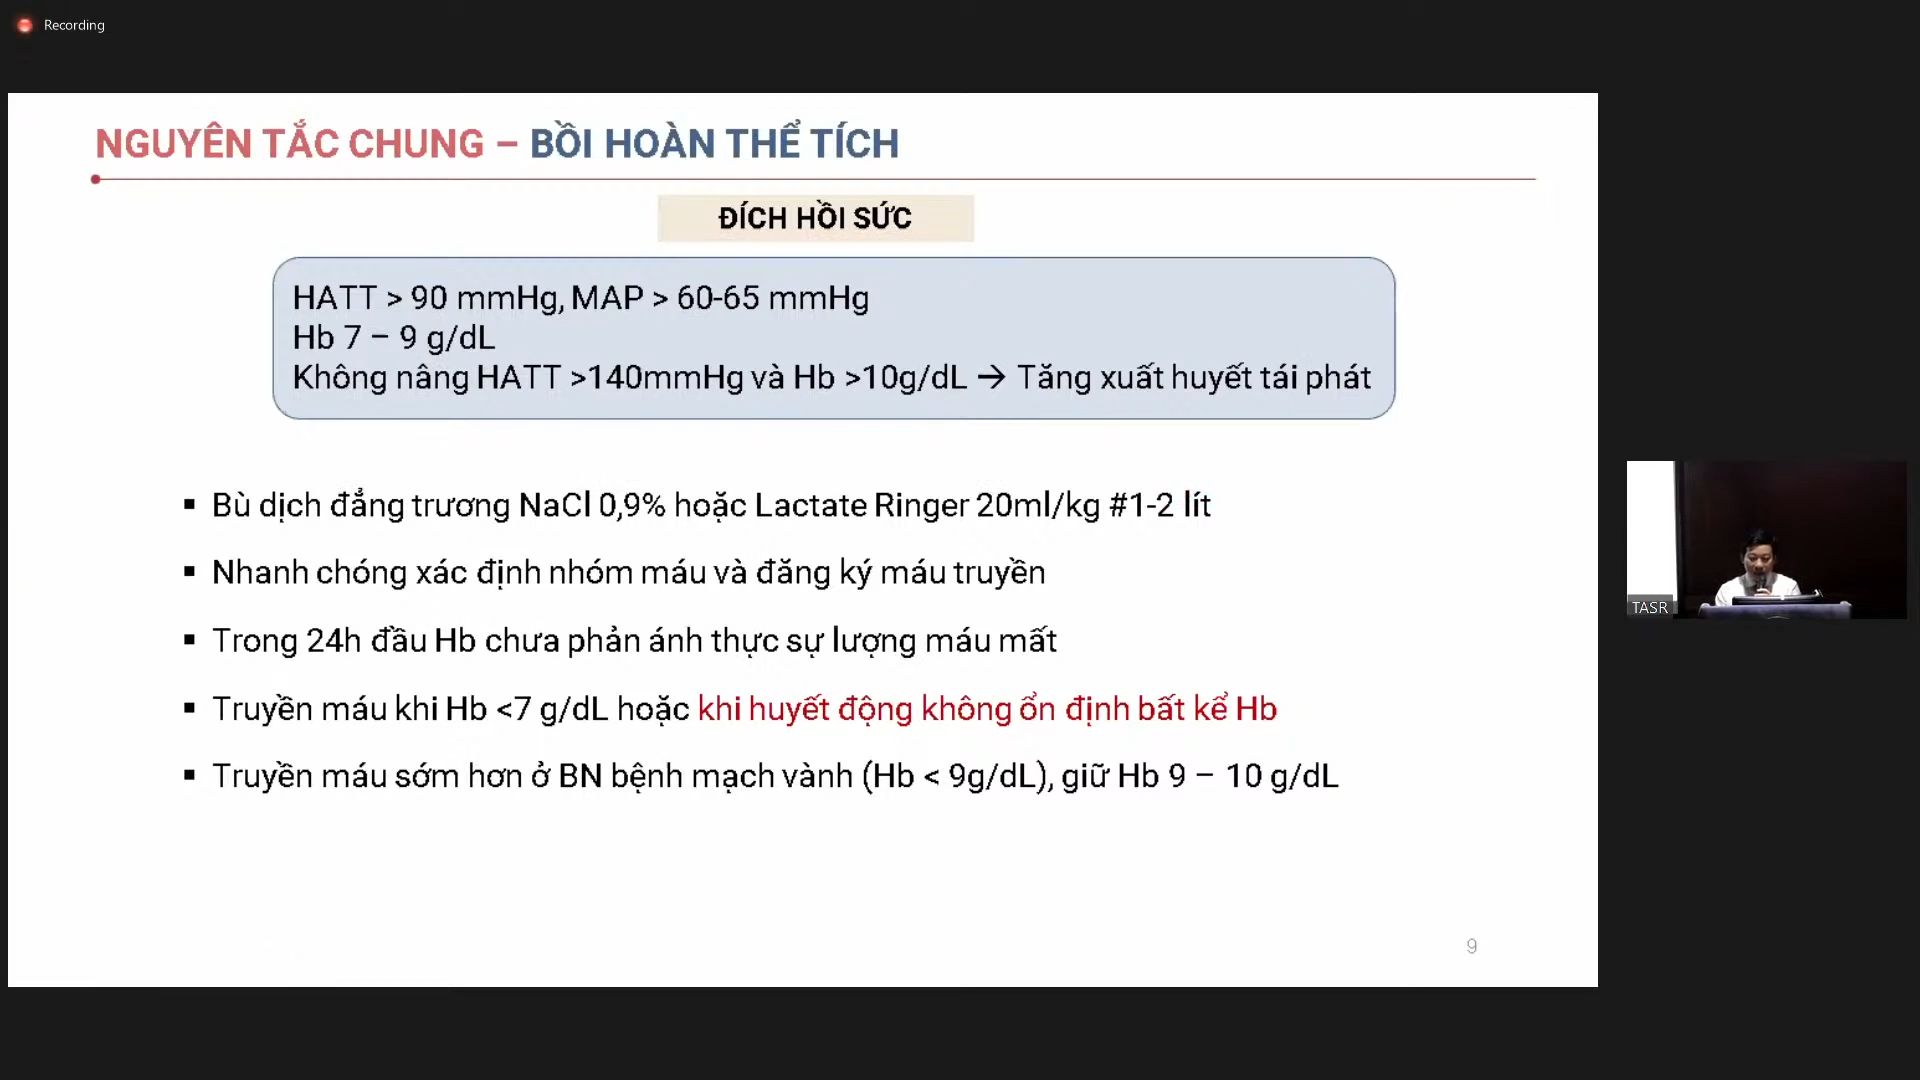 Recording
NGUYÊN TẮC CHUNG – BỒI HOÀN THỂ TÍCH
ĐÍCH HỒI SỨC
HATT > 90 mmHg, MAP > 60-65 mmHg
Hb 7 – 9 g/dL
Không nâng HATT >140mmHg và Hb >10g/dL → Tăng xuất huyết tái phát
▪ Bù dịch đẳng trương NaCl 0,9% hoặc Lactate Ringer 20ml/kg #1-2 lít
▪ Nhanh chóng xác định nhóm máu và đăng ký máu truyền
▪ Trong 24h đầu Hb chưa phản ánh thực sự lượng máu mất
▪ Truyền máu khi Hb <7 g/dL hoặc khi huyết động không ổn định bất kể Hb
▪ Truyền máu sớm hơn ở BN bệnh mạch vành (Hb < 9g/dL), giữ Hb 9 – 10 g/dL
9
TASR